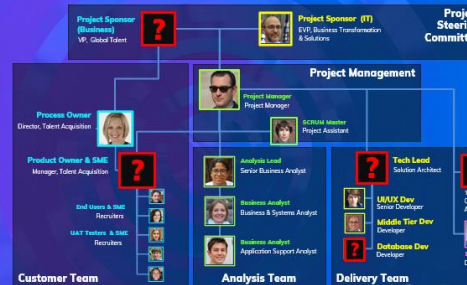 Project Sponsor
(Business)
VP, Global Talent
?
Project Sponsor (IT)
EVP, Business Transformation
& Solutions
Project Management
Project Manager
Project Manager
SCRUM Master
Project Assistant
Process Owner
Director, Talent Acquisition
Product Owner & SME
Manager, Talent Acquisition
?
End Users & SME
Recruiters
UAT Testers & SME
Recruiters
Customer Team
Analysis Lead
Senior Business Analyst
Business Analyst
Business & Systems Analyst
Business Analyst
Application Support Analyst
Analysis Team
?
Tech Lead
Solution Architect
UI/UX Dev
Senior Developer
Middle Tier Dev
Developer
?
Database Dev
Developer
Delivery Team